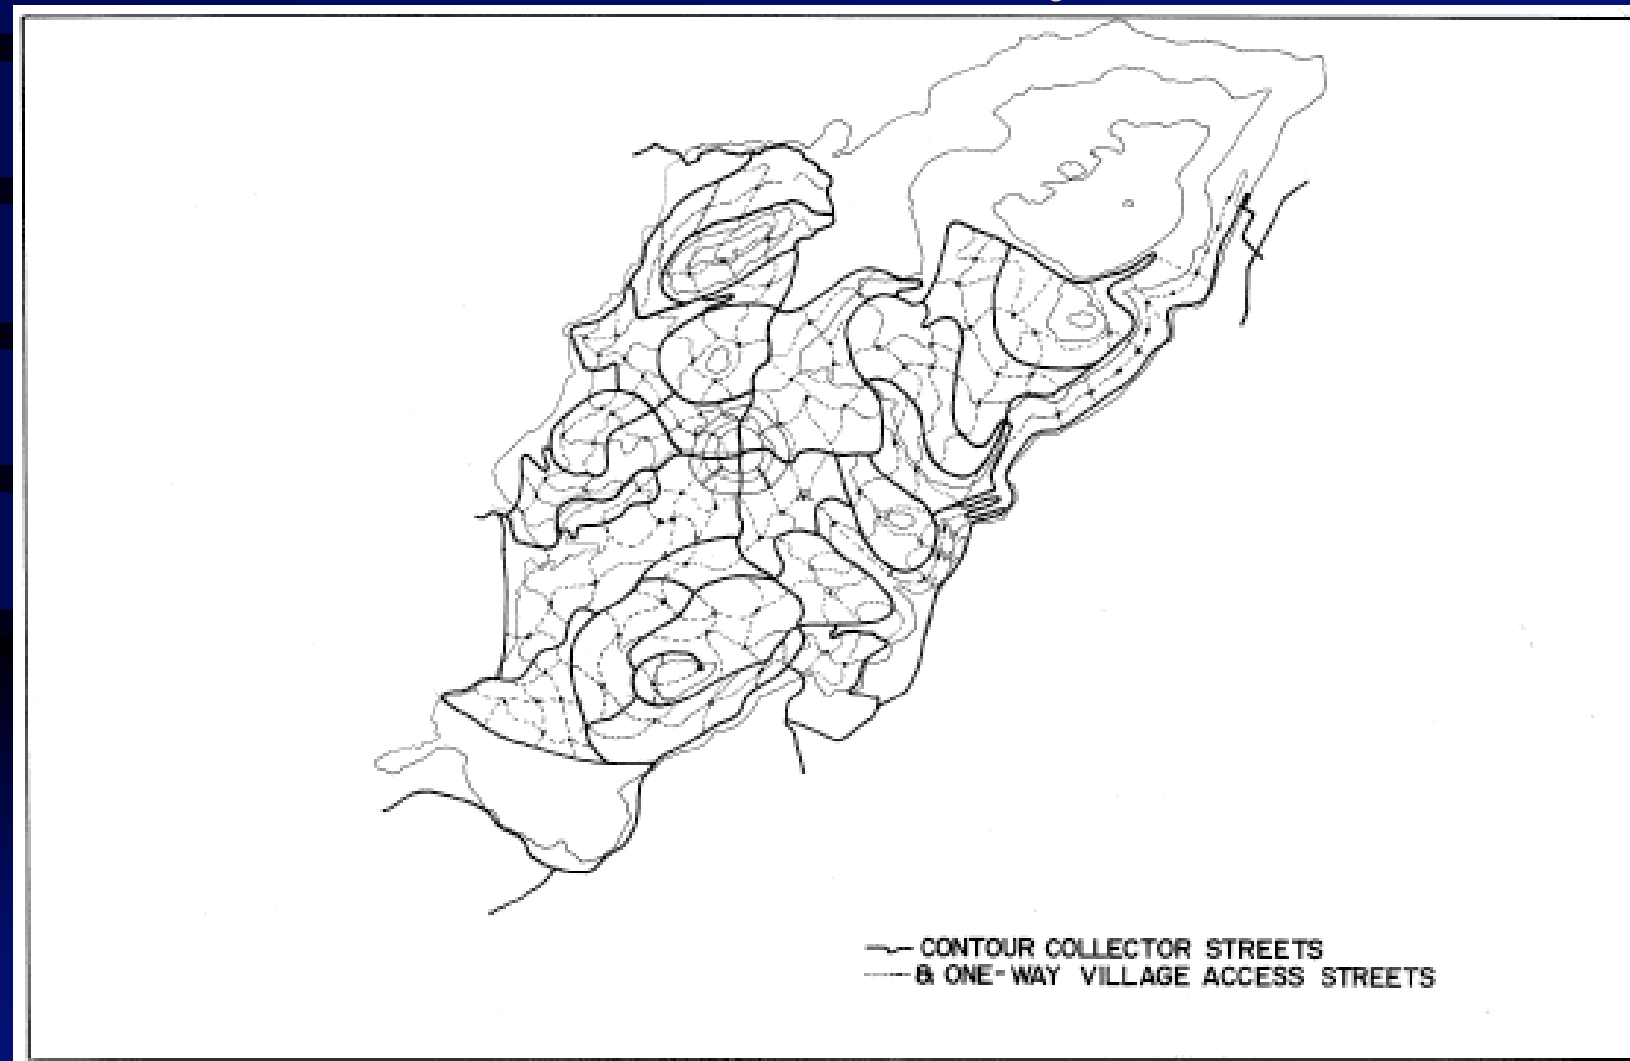 CONTOUR COLLECTOR STREETS
& ONE-WAY VILLAGE ACCESS STREETS